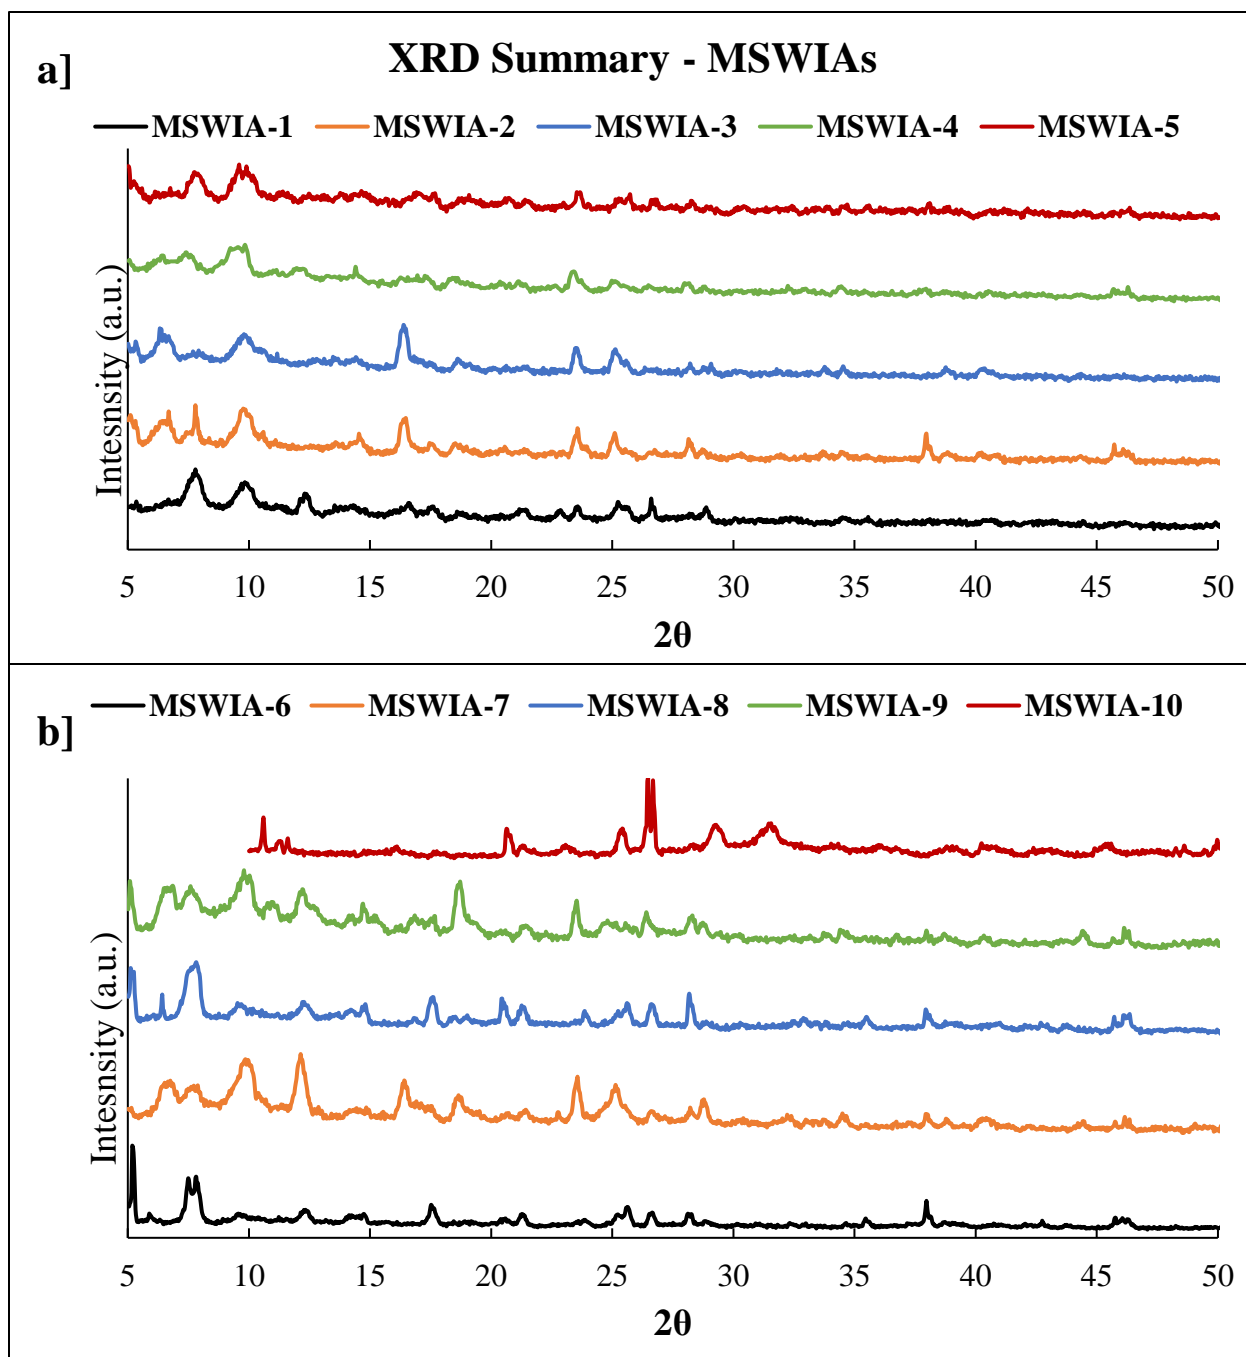 a]
XRD Summary - MSWIAs
MSWIA-1 MSWIA-2 MSWIA-3 MSWIA-4 MSWIA-5
Intesnsity (a.u.)
5 10 15 20 25 30 35 40 45 50
2θ
MSWIA-6 MSWIA-7 MSWIA-8 MSWIA-9 MSWIA-10
b]
Intesnsity (a.u.)
5 10 15 20 25 30 35 40 45 50
2θ